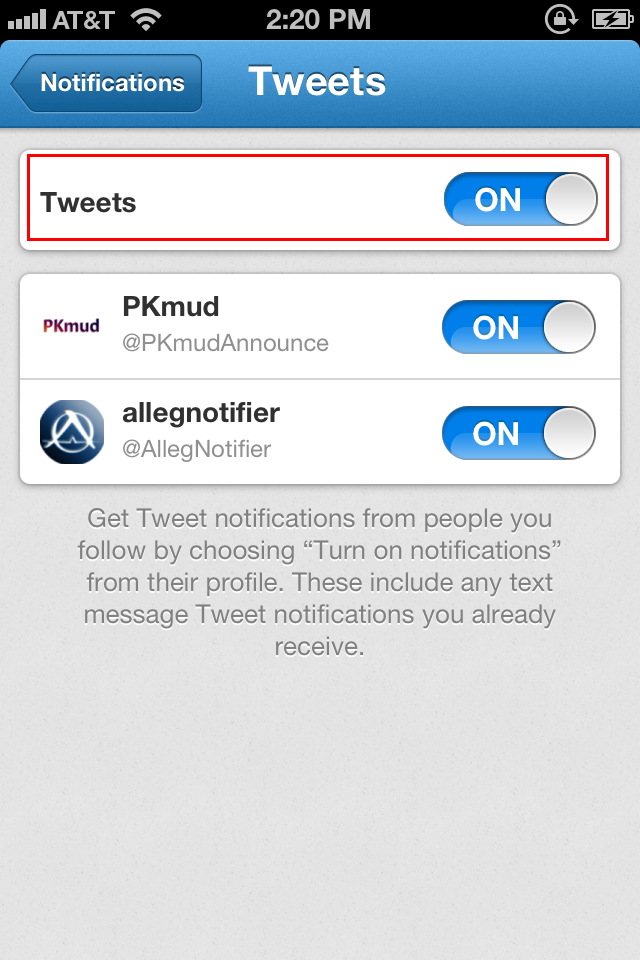 AT&T 2:20 PM
Notifications Tweets
Tweets ON
PKmud
PKmud ON
@PKmudAnnounce
allegnotifier
@AllegNotifier ON
Get Tweet notifications from people you
follow by choosing “Turn on notifications”
from their profile. These include any text
message Tweet notifications you already
receive.